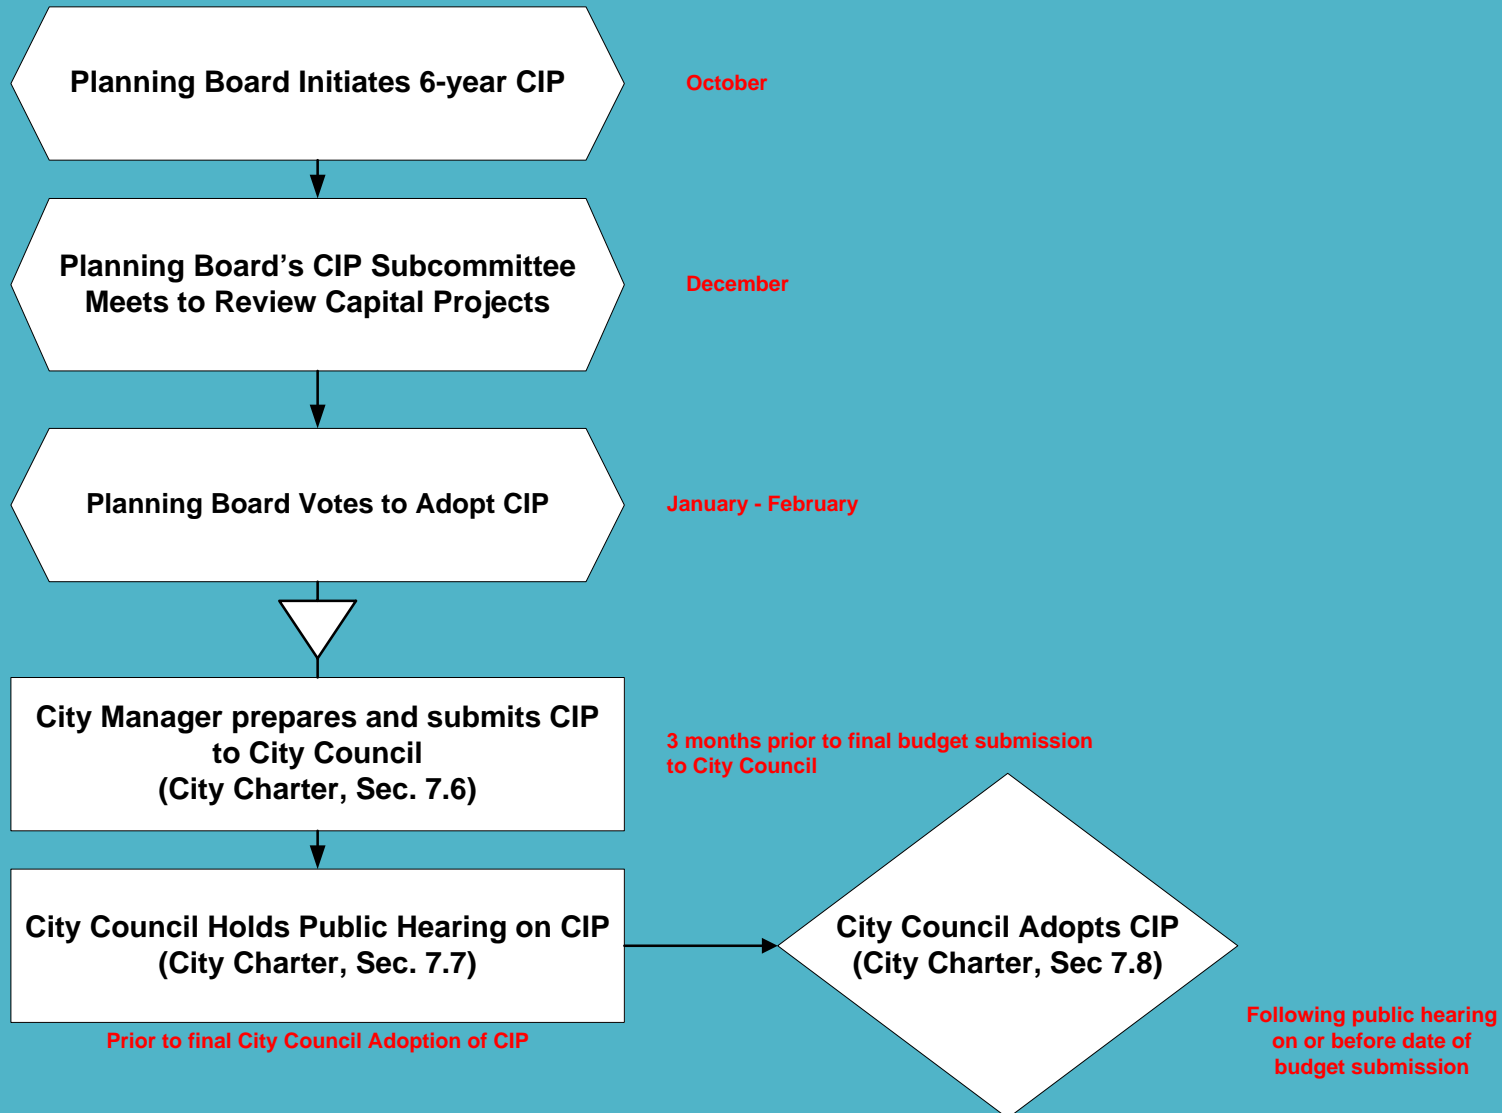 Planning Board Initiates 6-year CIP
October
Planning Board’s CIP Subcommittee
Meets to Review Capital Projects
December
Planning Board Votes to Adopt CIP
January - February
City Manager prepares and submits CIP
to City Council
(City Charter, Sec. 7.6)
3 months prior to final budget submission
to City Council
City Council Holds Public Hearing on CIP
(City Charter, Sec. 7.7)
Prior to final City Council Adoption of CIP
City Council Adopts CIP
(City Charter, Sec 7.8)
Following public hearing
on or before date of
budget submission